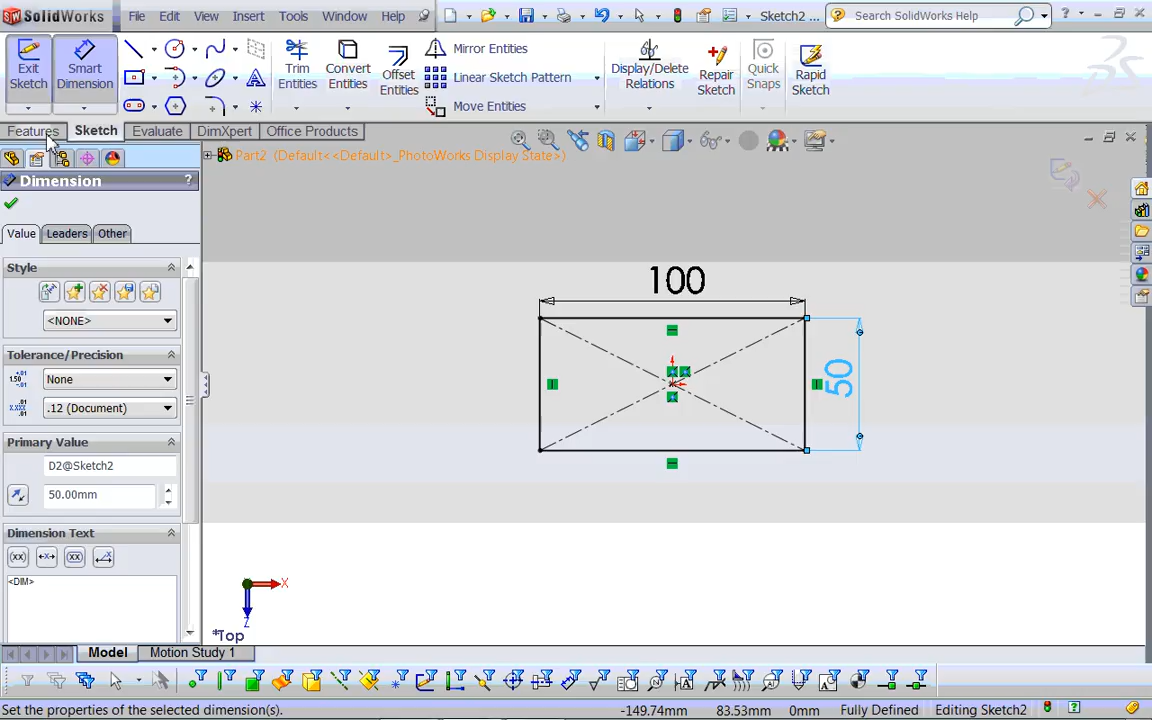 SolidWorks File Edit View Insert Tools Window Help Sketch2 ... Search SolidWorks Help
Exit Sketch
Smart Dimension
Trim Entities
Convert Entities
Offset Entities
Mirror Entities
Linear Sketch Pattern
Move Entities
Display/Delete Relations
Repair Sketch
Quick Snaps
Rapid Sketch
Features Sketch Evaluate DimXpert Office Products
Part2 (Default<<Default>_PhotoWorks Display State>)
Dimension ?
Value Leaders Other
Style
<NONE>
Tolerance/Precision
None
.12 (Document)
Primary Value
D2@Sketch2
50.00mm
Dimension Text
<DIM>
100
50
X
Z
*Top
Model Motion Study 1
Set the properties of the selected dimension(s). -149.74mm 83.53mm 0mm Fully Defined Editing Sketch2